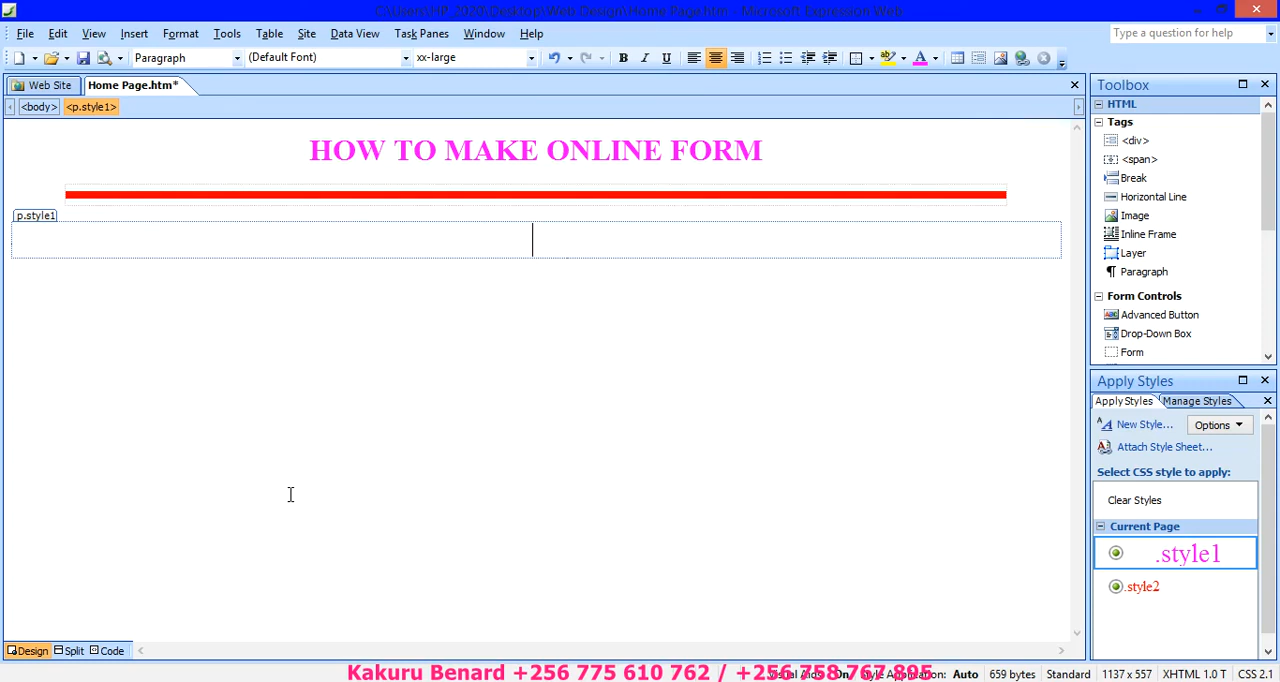 C:\Users\HP_2020\Desktop\Web Design\Home Page.htm - Microsoft Expression Web
File Edit View Insert Format Tools Table Site Data View Task Panes Window Help
Type a question for help
Paragraph (Default Font) xx-large B I U A
Web Site Home Page.htm*
<body> <p.style1>
HOW TO MAKE ONLINE FORM
p.style1
Toolbox
HTML
Tags
<div>
<span>
Break
Horizontal Line
Image
Inline Frame
Layer
Paragraph
Form Controls
Advanced Button
Drop-Down Box
Form
Apply Styles
Apply Styles Manage Styles
New Style... Options
Attach Style Sheet...
Select CSS style to apply:
Clear Styles
Current Page
.style1
.style2
Design Split Code
Kakuru Benard +256 775 610 762 / +256 758 767 895
Visual Aids: On Style Application: Auto 659 bytes Standard 1137 x 557 XHTML 1.0 T CSS 2.1